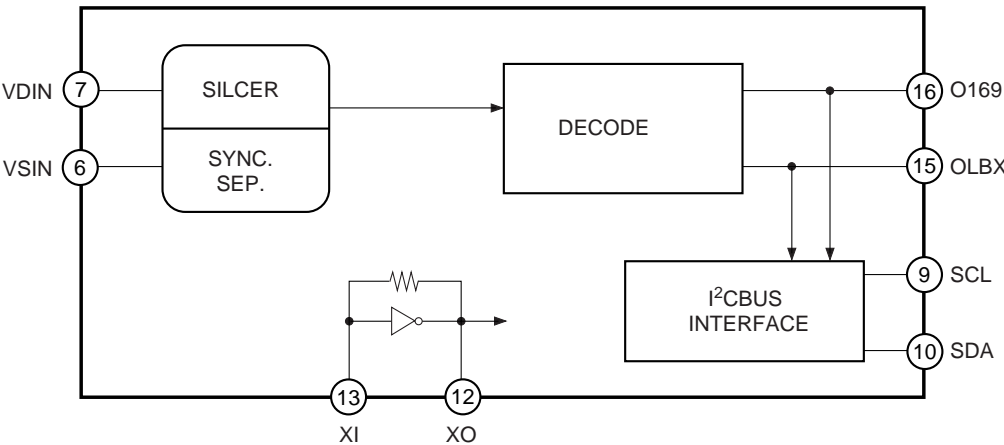 VDIN 7 SILCER
VSIN 6 SYNC.
SEP.
DECODE
16 O169
15 OLBX
I²CBUS
INTERFACE
9 SCL
10 SDA
13 12
XI XO